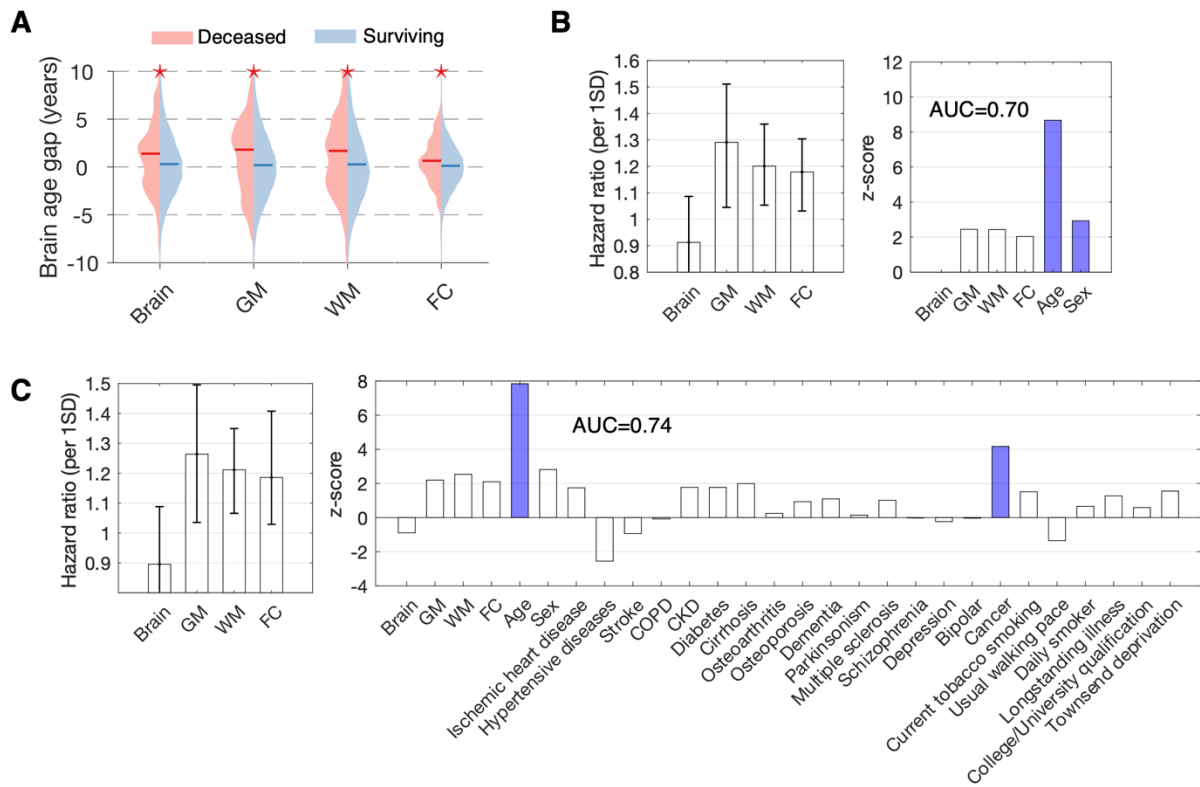 A
Deceased
Surviving
Brain age gap (years)
10
5
0
-5
-10
Brain
GM
WM
FC
B
Hazard ratio (per 1SD)
1.6
1.5
1.4
1.3
1.2
1.1
1
0.9
0.8
Brain
GM
WM
FC
z-score
12
10
8
6
4
2
0
AUC=0.70
Brain
GM
WM
FC
Age
Sex
C
Hazard ratio (per 1SD)
1.5
1.4
1.3
1.2
1.1
1
0.9
Brain
GM
WM
FC
z-score
8
6
4
2
0
-2
-4
AUC=0.74
Brain
GM
WM
FC
Age
Sex
Ischemic heart disease
Hypertensive diseases
Stroke
COPD
CKD
Diabetes
Cirrhosis
Osteoarthritis
Osteoporosis
Dementia
Parkinsonism
Multiple sclerosis
Schizophrenia
Depression
Bipolar
Cancer
Current tobacco smoking
Usual walking pace
Daily smoker
Longstanding illness
College/University qualification
Townsend deprivation